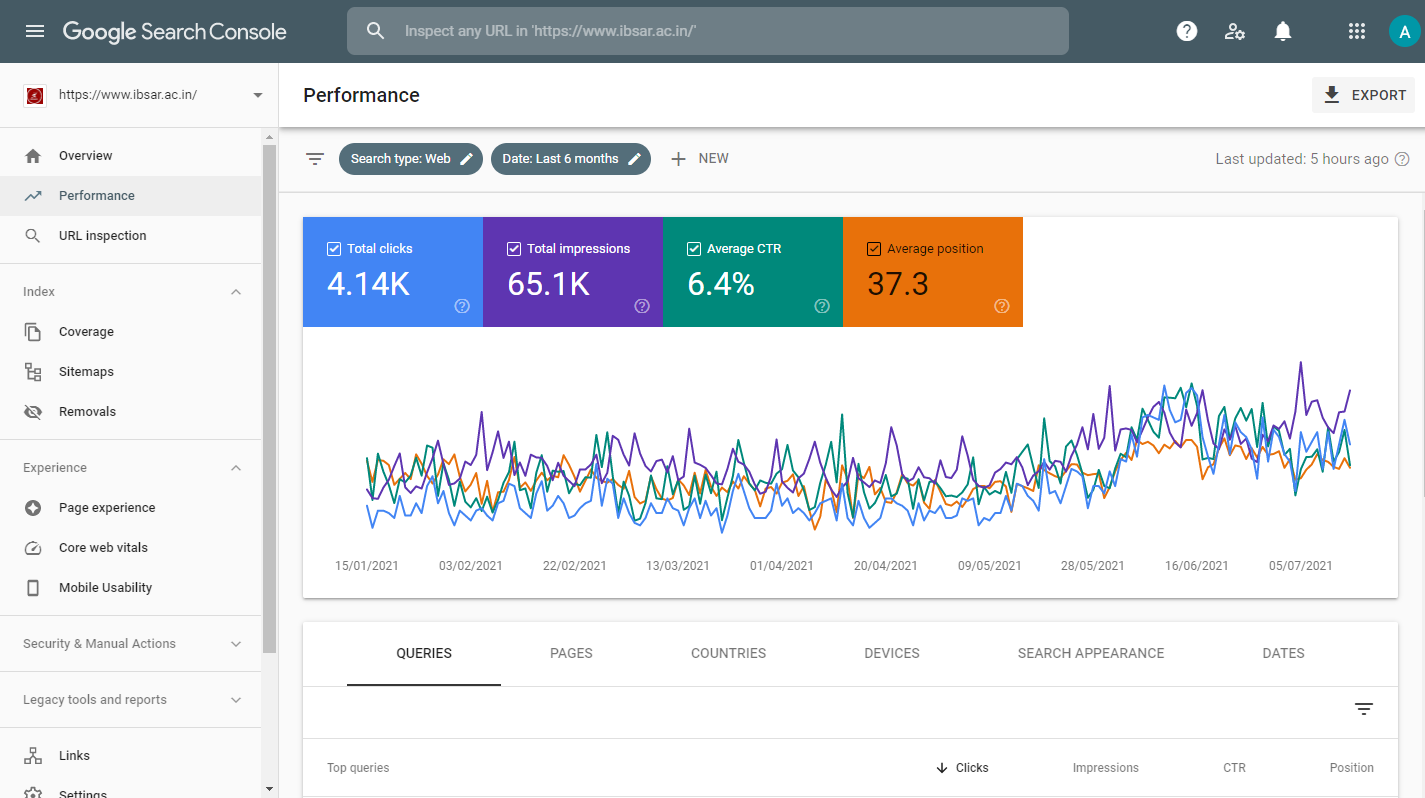 Google Search Console
Inspect any URL in 'https://www.ibsar.ac.in/'
A
https://www.ibsar.ac.in/
Performance
EXPORT
Overview
Performance
URL inspection
Index
Coverage
Sitemaps
Removals
Experience
Page experience
Core web vitals
Mobile Usability
Security & Manual Actions
Legacy tools and reports
Links
Settings
Search type: Web
Date: Last 6 months
NEW
Last updated: 5 hours ago
Total clicks
4.14K
Total impressions
65.1K
Average CTR
6.4%
Average position
37.3
15/01/2021 03/02/2021 22/02/2021 13/03/2021 01/04/2021 20/04/2021 09/05/2021 28/05/2021 16/06/2021 05/07/2021
QUERIES PAGES COUNTRIES DEVICES SEARCH APPEARANCE DATES
Top queries Clicks Impressions CTR Position